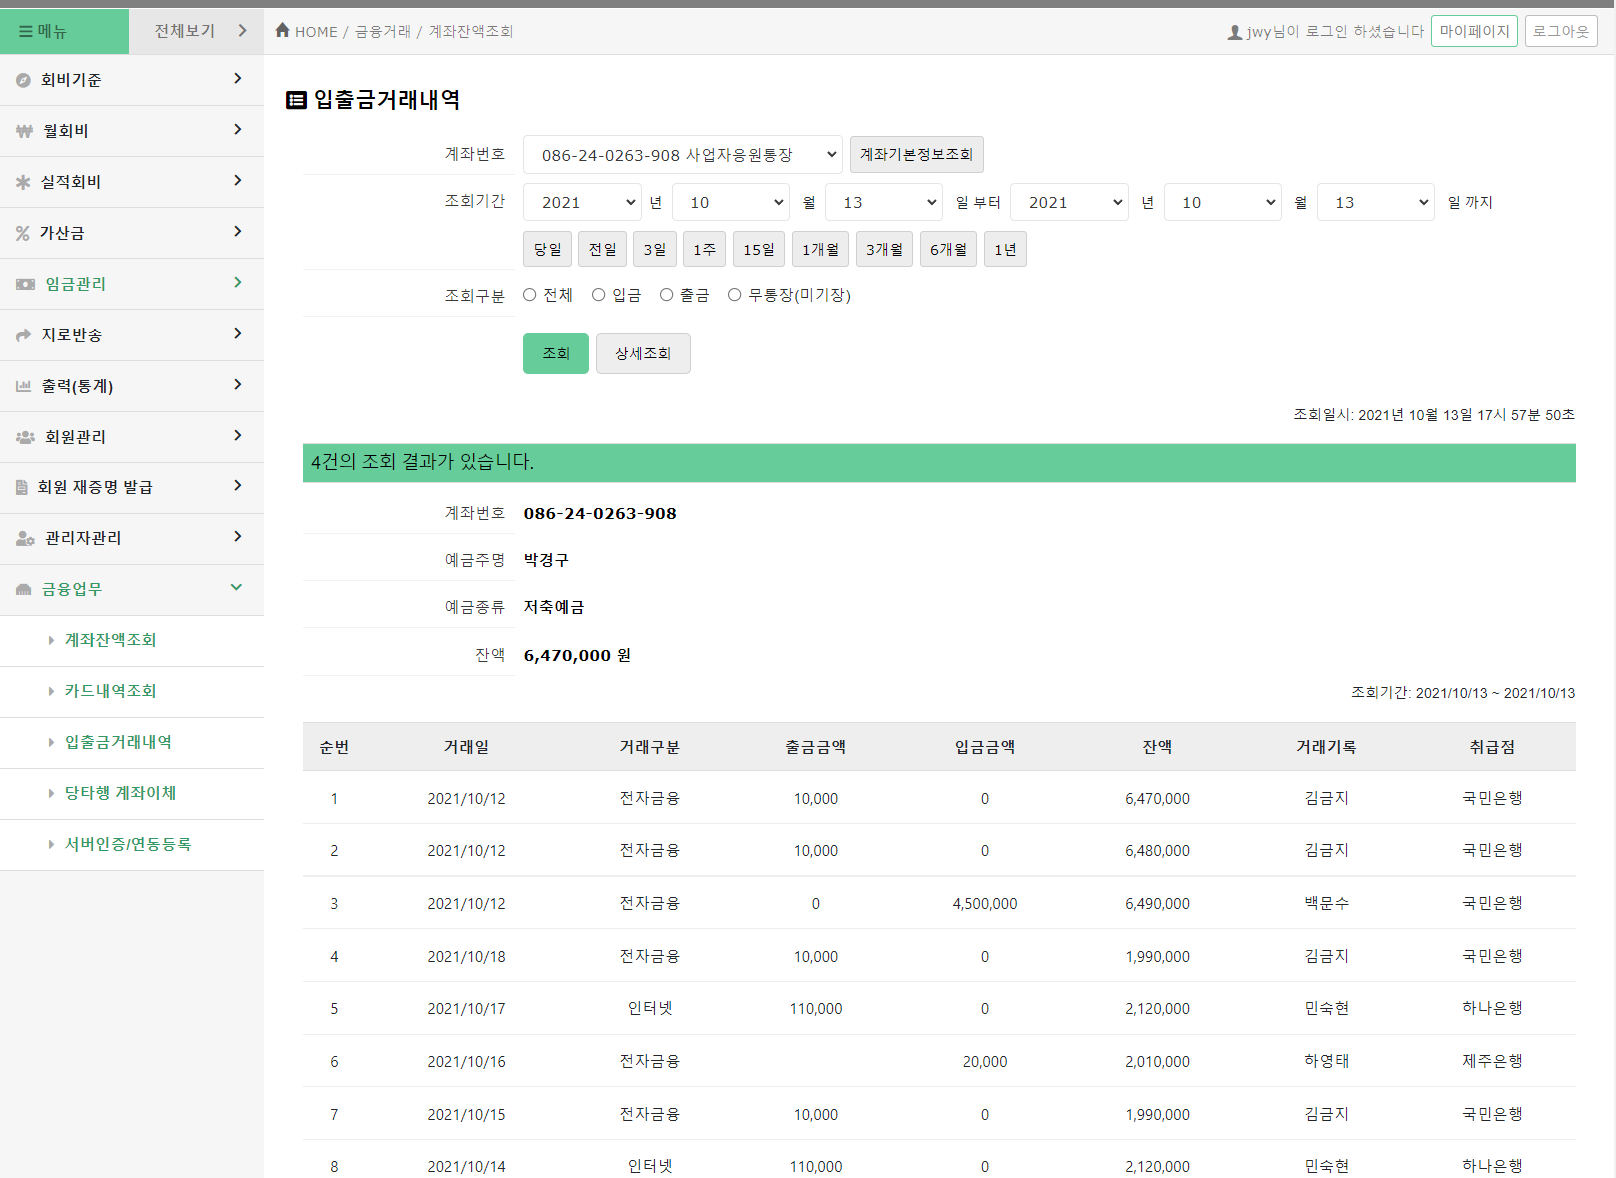 메뉴 전체보기 HOME / 금융거래 / 계좌잔액조회 jwy님이 로그인 하셨습니다 마이페이지 로그아웃
회비기준
월회비
실적회비
가산금
임금관리
지로반송
출력(통계)
회원관리
회원 재증명 발급
관리자관리
금융업무
계좌잔액조회
카드내역조회
입출금거래내역
당타행 계좌이체
서버인증/연동등록
입출금거래내역
계좌번호 086-24-0263-908 사업자응원통장 계좌기본정보조회
조회기간 2021 년 10 월 13 일 부터 2021 년 10 월 13 일 까지
당일 전일 3일 1주 15일 1개월 3개월 6개월 1년
조회구분 전체 입금 출금 무통장(미기장)
조회 상세조회
조회일시: 2021년 10월 13일 17시 57분 50초
4건의 조회 결과가 있습니다.
계좌번호 086-24-0263-908
예금주명 박경구
예금종류 저축예금
잔액 6,470,000 원
조회기간: 2021/10/13 ~ 2021/10/13
순번 거래일 거래구분 출금금액 입금금액 잔액 거래기록 취급점
1 2021/10/12 전자금융 10,000 0 6,470,000 김금지 국민은행
2 2021/10/12 전자금융 10,000 0 6,480,000 김금지 국민은행
3 2021/10/12 전자금융 0 4,500,000 6,490,000 백문수 국민은행
4 2021/10/18 전자금융 10,000 0 1,990,000 김금지 국민은행
5 2021/10/17 인터넷 110,000 0 2,120,000 민숙현 하나은행
6 2021/10/16 전자금융 20,000 2,010,000 하영태 제주은행
7 2021/10/15 전자금융 10,000 0 1,990,000 김금지 국민은행
8 2021/10/14 인터넷 110,000 0 2,120,000 민숙현 하나은행